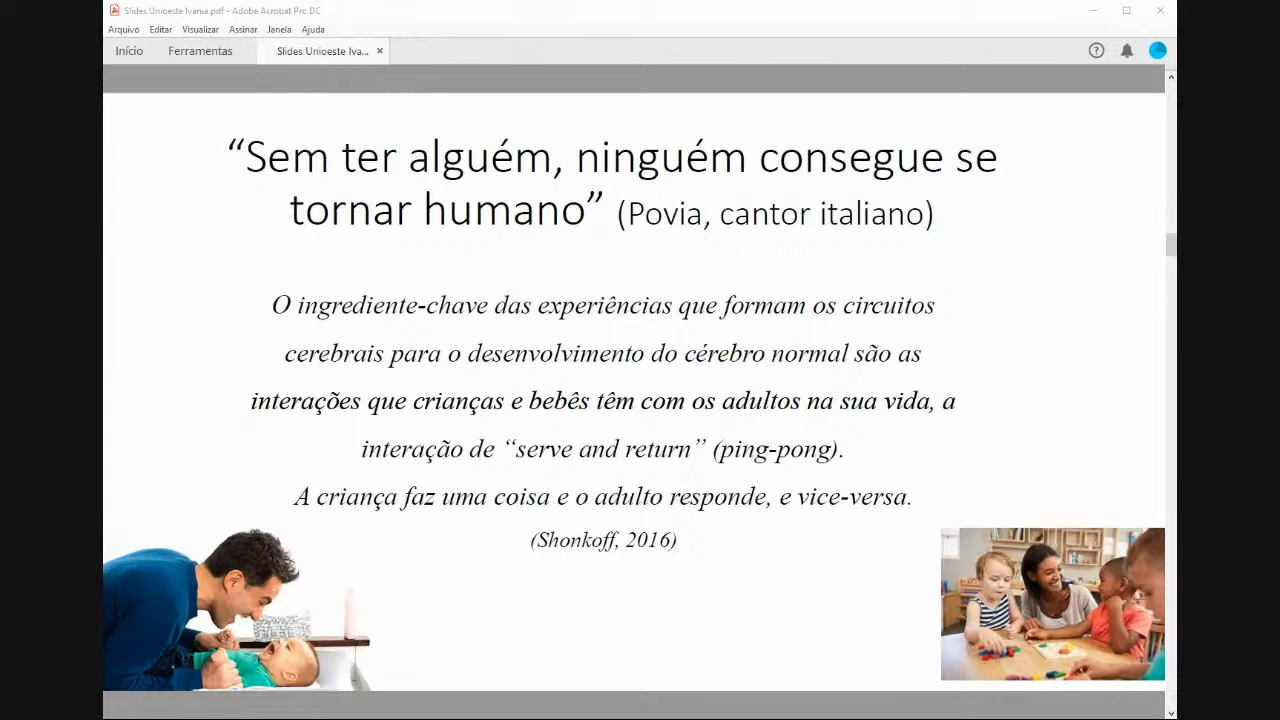 Slides Unioeste Ivania.pdf - Adobe Acrobat Pro DC
Arquivo Editar Visualizar Assinar Janela Ajuda
Início Ferramentas Slides Unioeste Iva... ×
“Sem ter alguém, ninguém consegue se
tornar humano” (Povia, cantor italiano)
O ingrediente-chave das experiências que formam os circuitos
cerebrais para o desenvolvimento do cérebro normal são as
interações que crianças e bebês têm com os adultos na sua vida, a
interação de “serve and return” (ping-pong).
A criança faz uma coisa e o adulto responde, e vice-versa.
(Shonkoff, 2016)